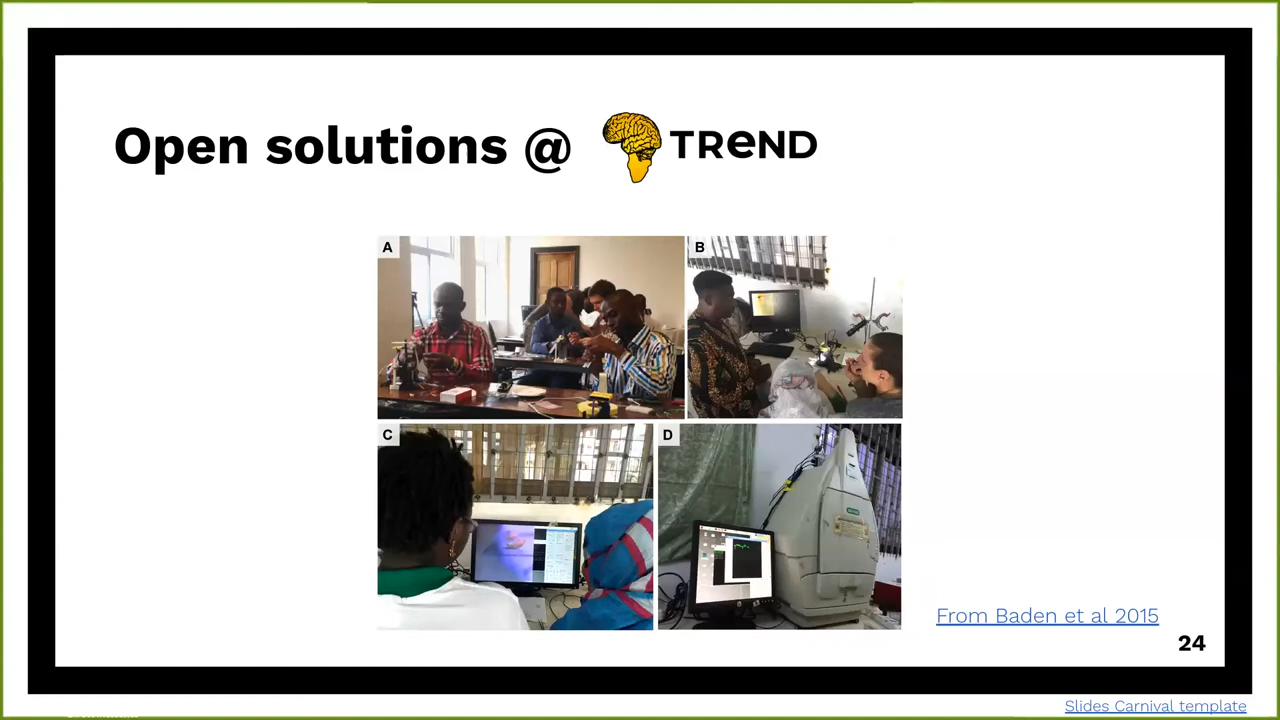 Open solutions @ TReND
A
B
C
D
From Baden et al 2015
24
Slides Carnival template